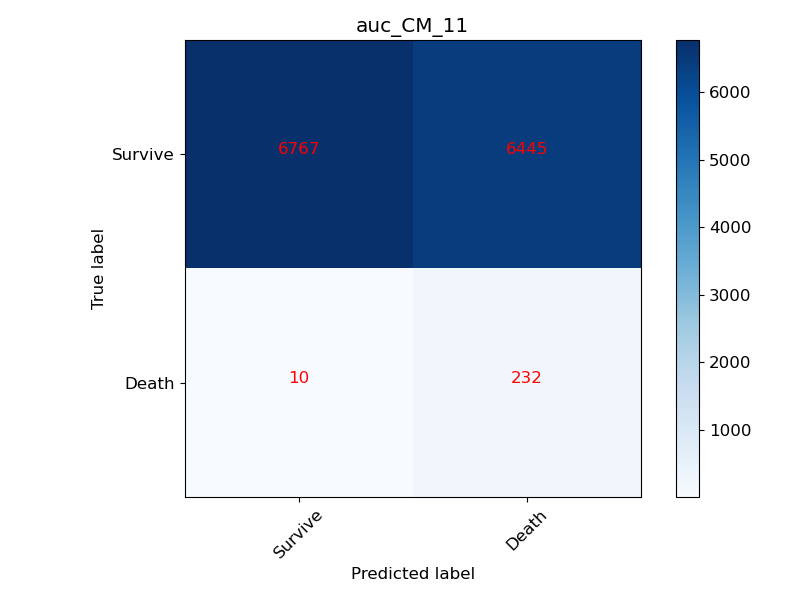 auc_CM_11
Survive
6767
6445
Death
10
232
True label
Survive
Death
Predicted label
6000
5000
4000
3000
2000
1000